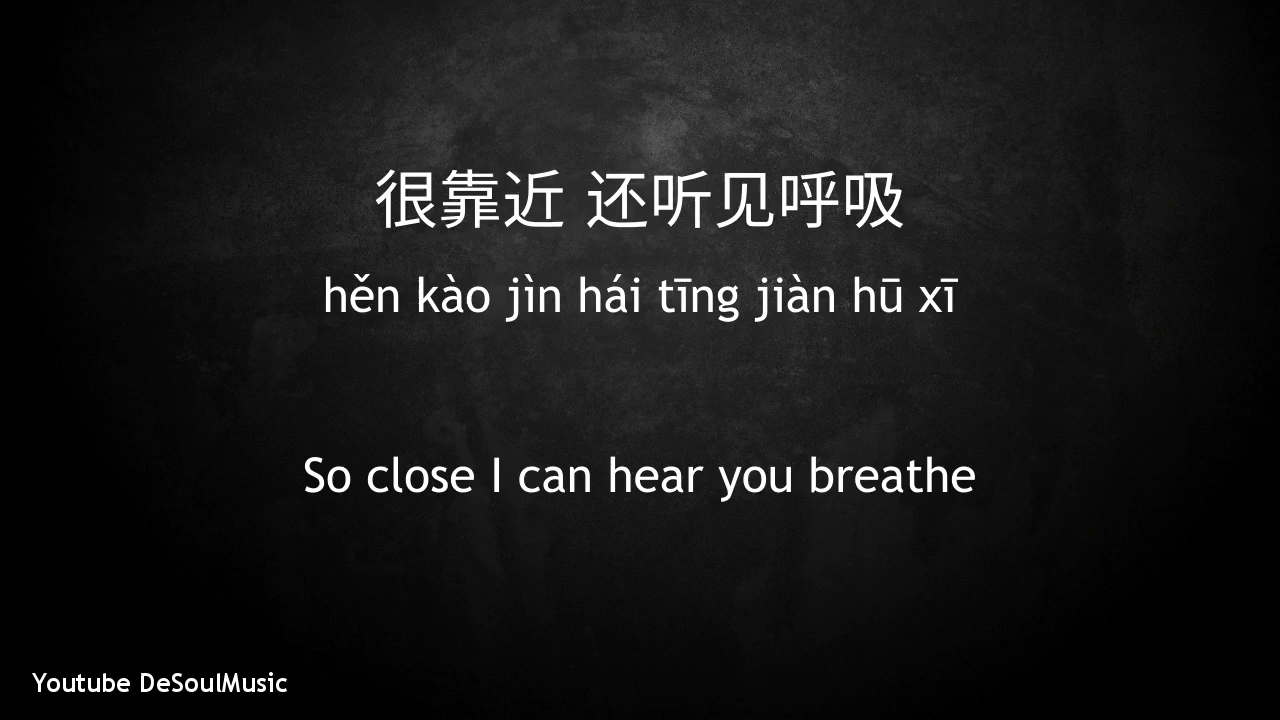 很靠近 还听见呼吸
hěn kào jìn hái tīng jiàn hū xī
So close I can hear you breathe
Youtube DeSoulMusic